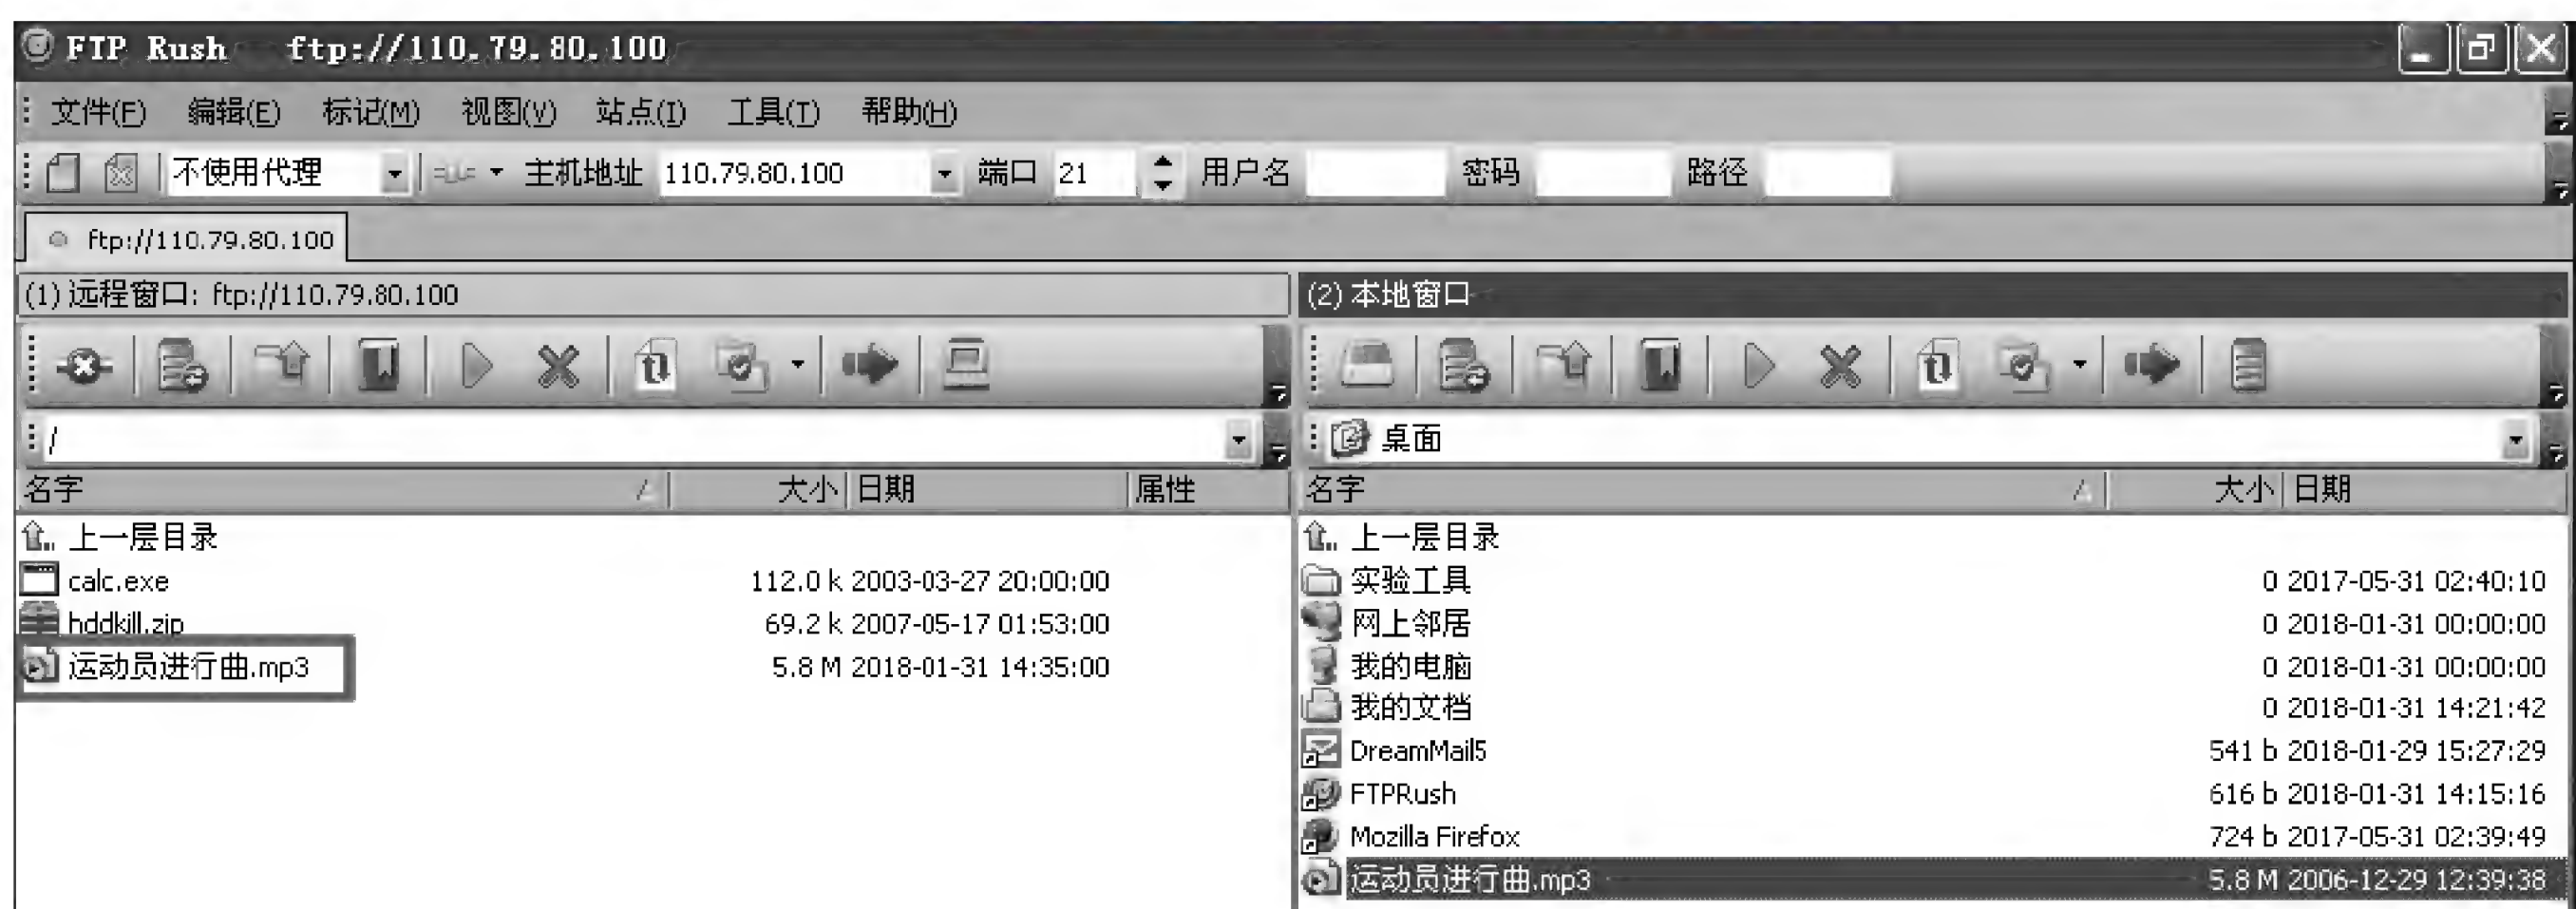 FTP Rush ftp://110.79.80.100
文件(F) 编辑(E) 标记(M) 视图(V) 站点(I) 工具(T) 帮助(H)
不使用代理 主机地址 110.79.80.100 端口 21 用户名 密码 路径
ftp://110.79.80.100
(1) 远程窗口: ftp://110.79.80.100
(2) 本地窗口
/
桌面
名字 大小 日期 属性
名字 大小 日期
上一层目录
calc.exe 112.0 k 2003-03-27 20:00:00
hddkill.zip 69.2 k 2007-05-17 01:53:00
运动员进行曲.mp3 5.8 M 2018-01-31 14:35:00
上一层目录
实验工具 0 2017-05-31 02:40:10
网上邻居 0 2018-01-31 00:00:00
我的电脑 0 2018-01-31 00:00:00
我的文档 0 2018-01-31 14:21:42
DreamMail5 541 b 2018-01-29 15:27:29
FTPRush 616 b 2018-01-31 14:15:16
Mozilla Firefox 724 b 2017-05-31 02:39:49
运动员进行曲.mp3 5.8 M 2006-12-29 12:39:38